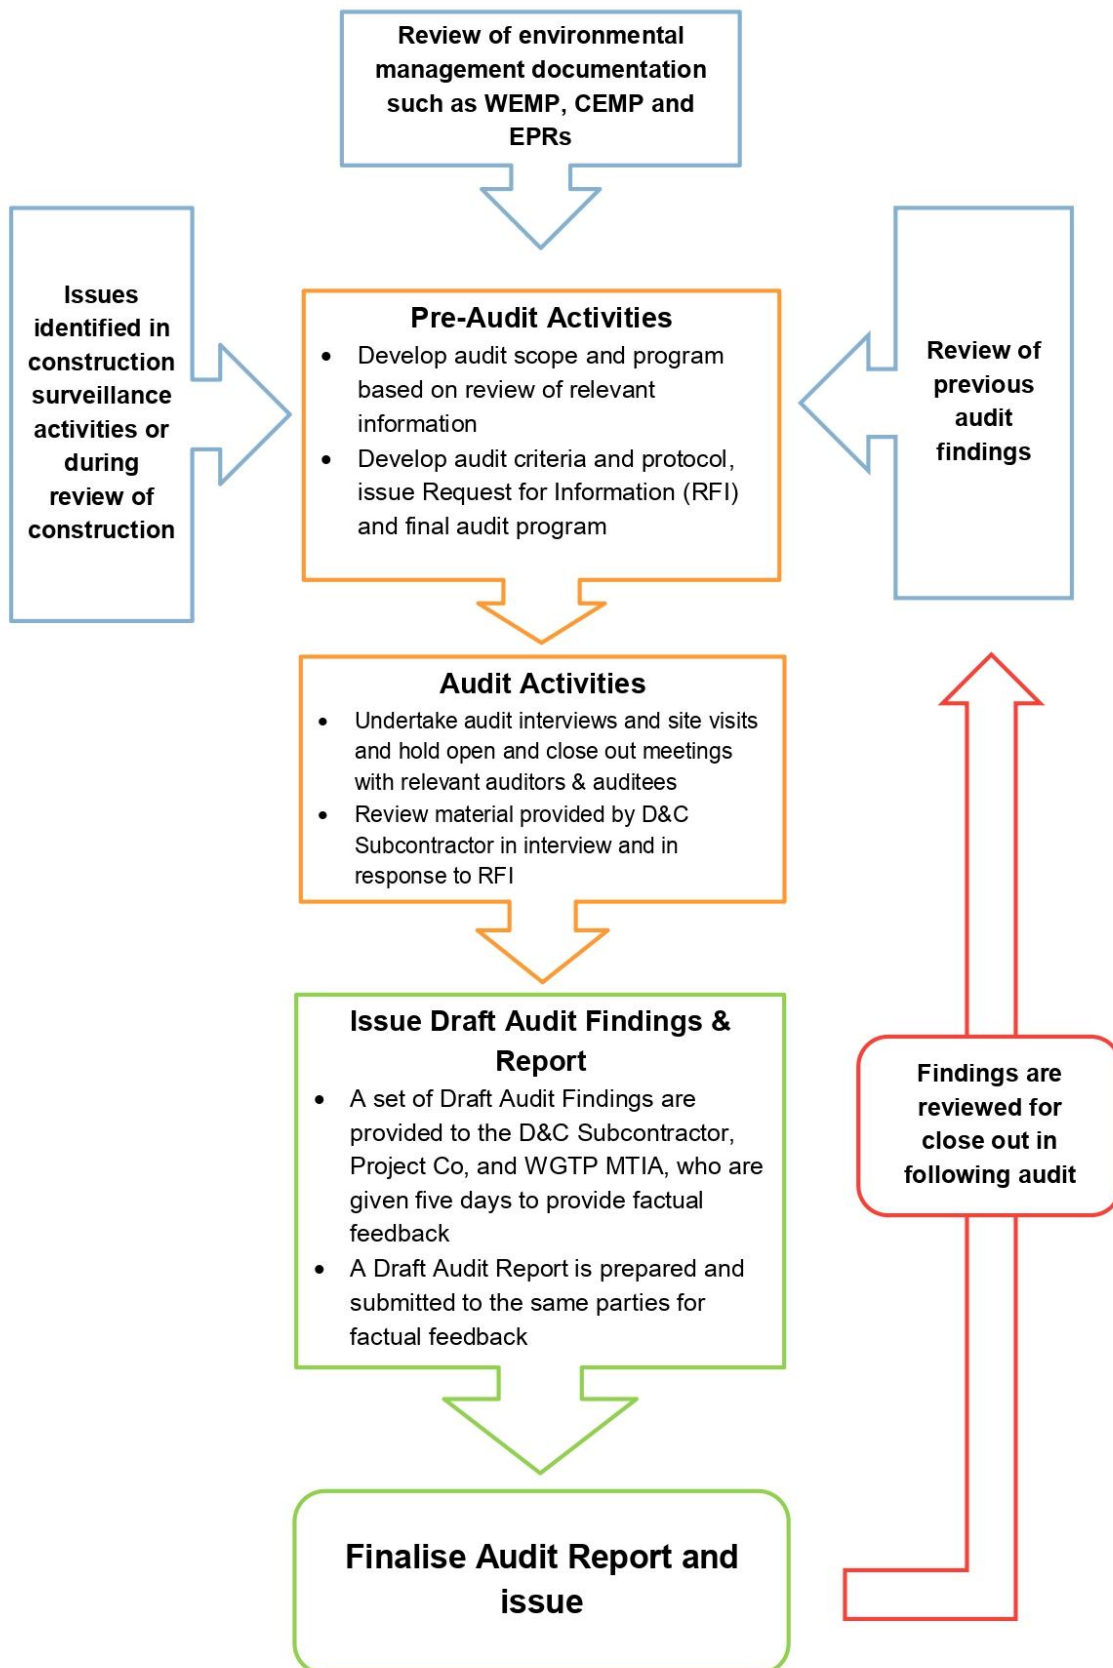 Review of environmental
management documentation
such as WEMP, CEMP and
EPRs
Issues
identified in
construction
surveillance
activities or
during
review of
construction
Pre-Audit Activities
• Develop audit scope and program
based on review of relevant
information
• Develop audit criteria and protocol,
issue Request for Information (RFI)
and final audit program
Review of
previous
audit
findings
Audit Activities
• Undertake audit interviews and site visits
and hold open and close out meetings
with relevant auditors & auditees
• Review material provided by D&C
Subcontractor in interview and in
response to RFI
Issue Draft Audit Findings &
Report
• A set of Draft Audit Findings are
provided to the D&C Subcontractor,
Project Co, and WGTP MTIA, who are
given five days to provide factual
feedback
• A Draft Audit Report is prepared and
submitted to the same parties for
factual feedback
Findings are
reviewed for
close out in
following audit
Finalise Audit Report and
issue